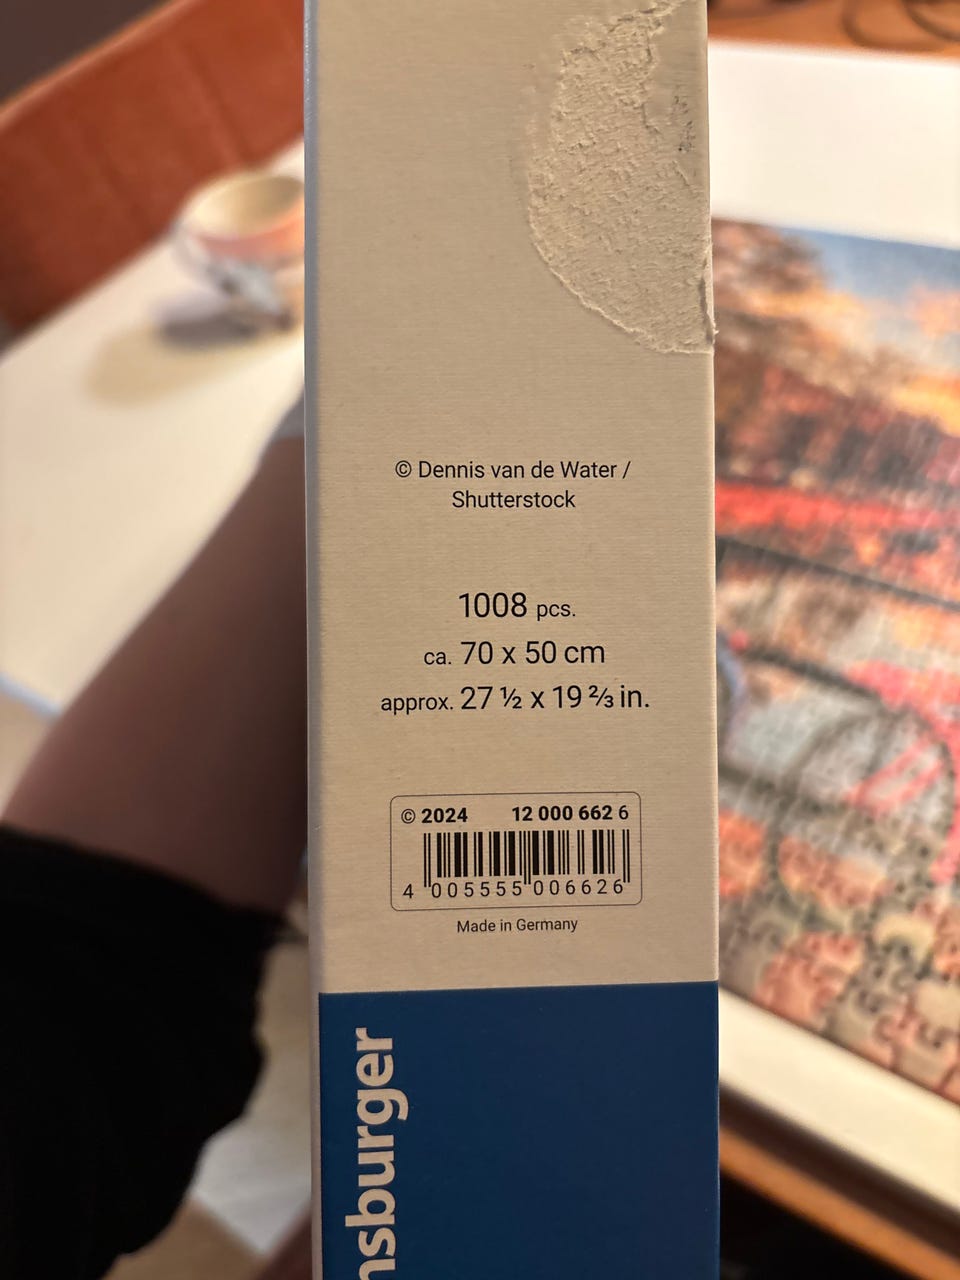 © Dennis van de Water /
Shutterstock
1008 pcs.
ca. 70 x 50 cm
approx. 27 ½ x 19 ⅔ in.
© 2024 12 000 662 6
4 005555 006626
Made in Germany
nsburger